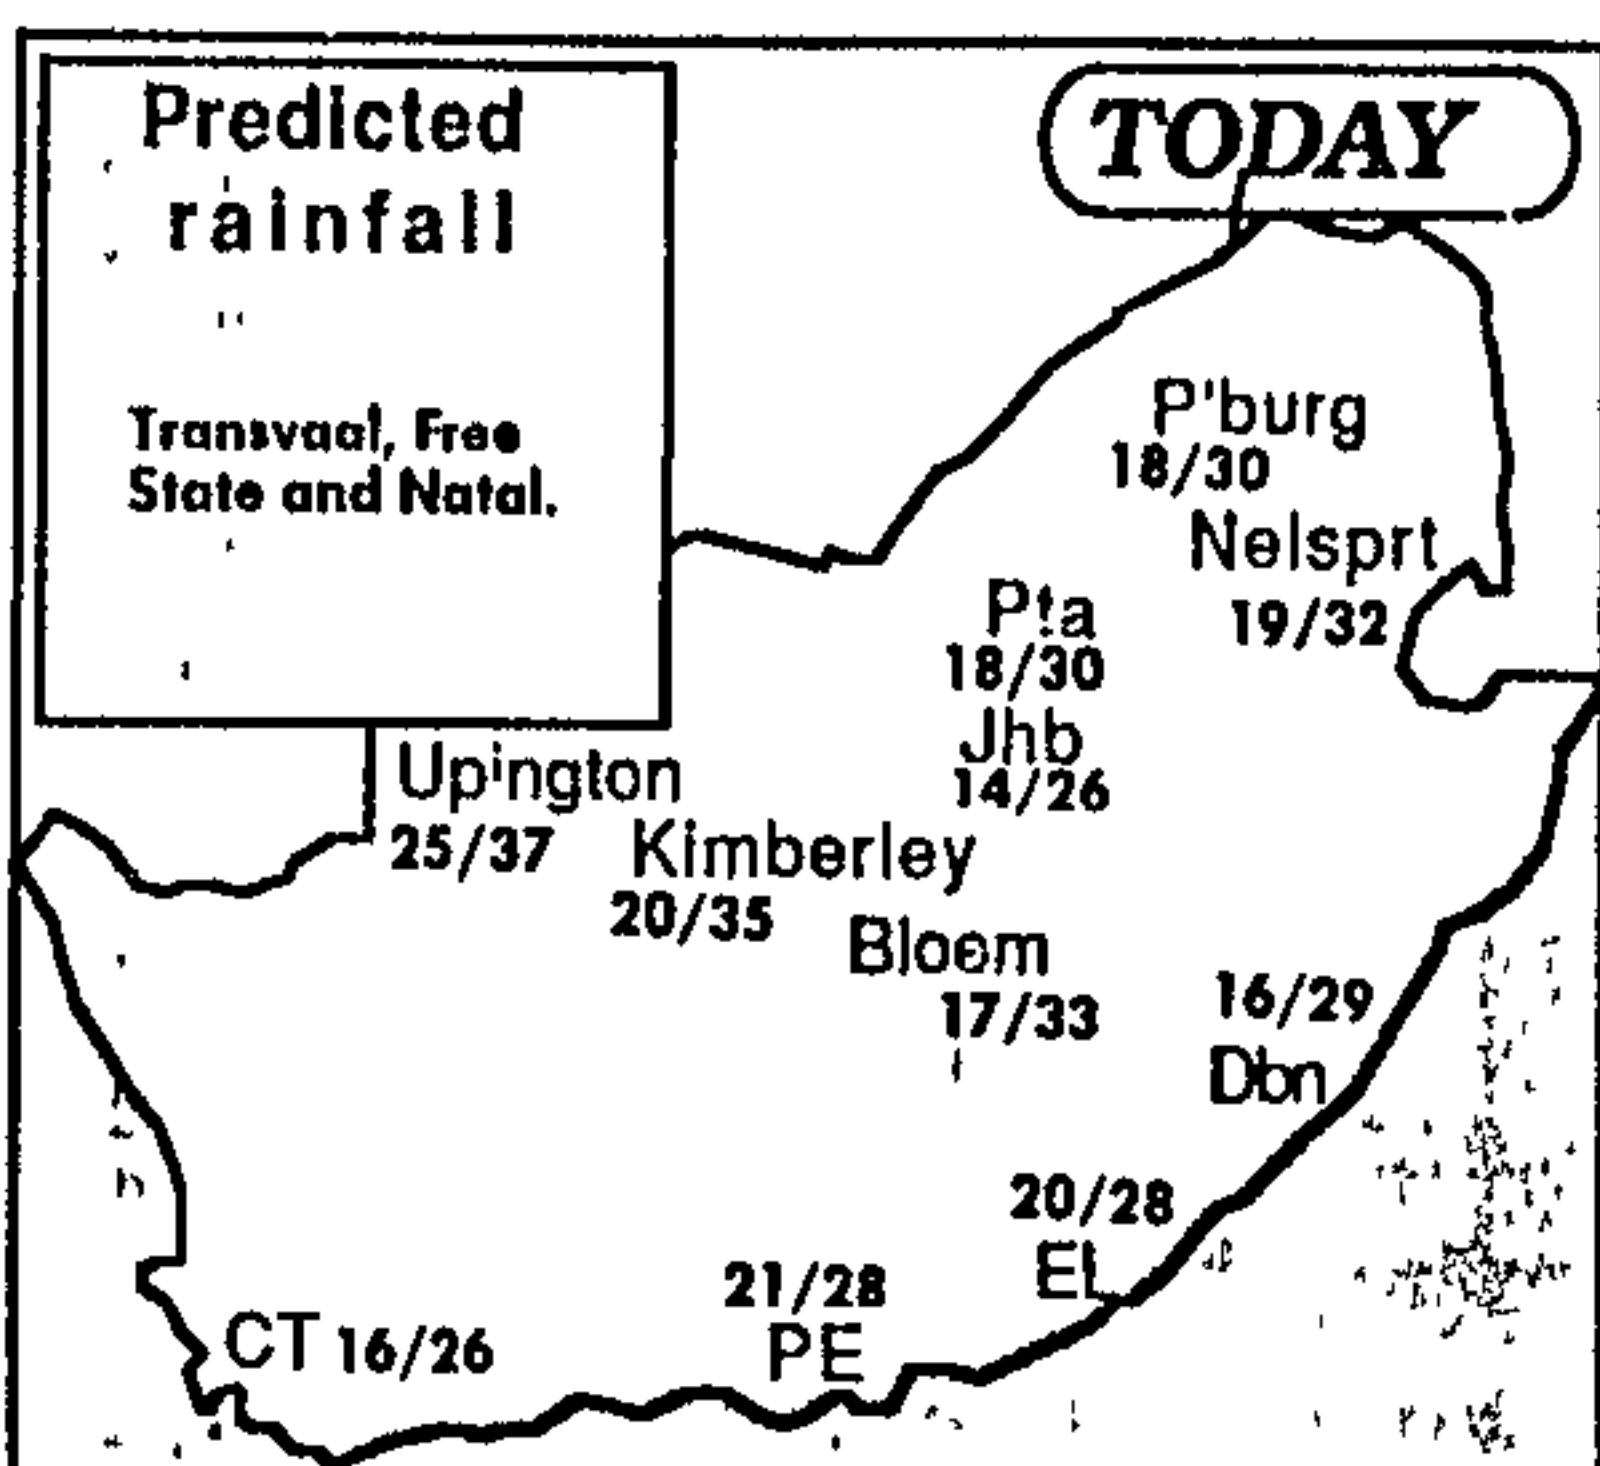 Predicted
rainfall
Transvaal, Free
State and Natal.
TODAY
P'burg
18/30
Nelsprt
19/32
Pta
18/30
Jhb
14/26
Upington
25/37
Kimberley
20/35
Bloem
17/33
16/29
Dbn
20/28
EL
21/28
PE
CT 16/26